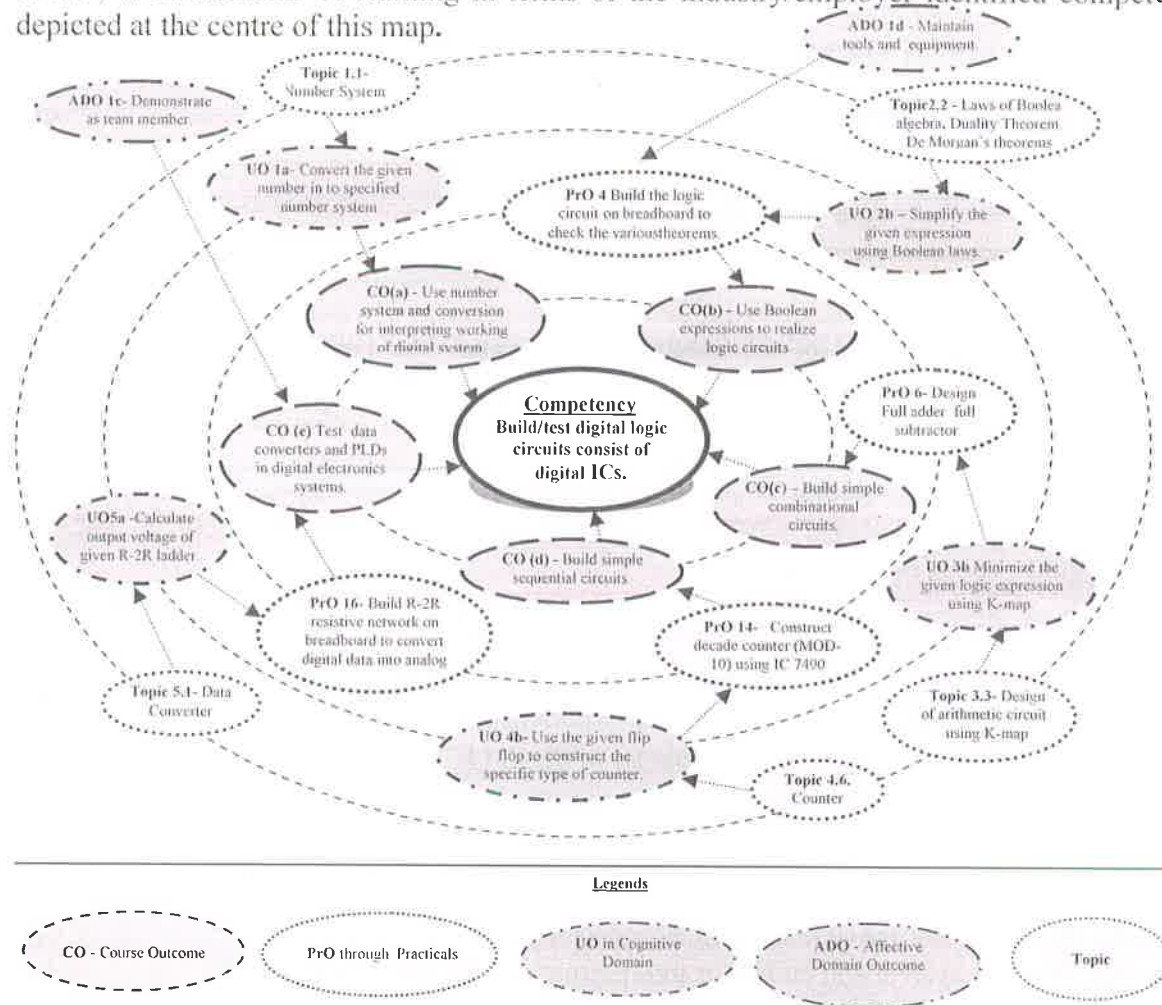 depicted at the centre of this map.
ADO 1d - Maintain
tools and equipment.
Topic 1.1-
Number System
ADO 1c- Demonstrate
as team member.
Topic2.2 - Laws of Boolea
algebra, Duality Theorem
De Morgan's theorems
UO 1a- Convert the given
number in to specified
number system
PrO 4 Build the logic
circuit on breadboard to
check the varioustheorems.
UO 2b – Simplify the
given expression
using Boolean laws.
CO(a) - Use number
system and conversion
for interpreting working
of digital system
CO(b) - Use Boolean
expressions to realize
logic circuits
Competency
Build/test digital logic
circuits consist of
digital ICs.
PrO 6- Design
Full adder full
subtractor
CO (e) Test data
converters and PLDs
in digital electronics
systems.
CO(c) – Build simple
combinational
circuits.
UO5a -Calculate
output voltage of
given R-2R ladder
CO (d) - Build simple
sequential circuits
UO 3b Minimize the
given logic expression
using K-map
PrO 16- Build R-2R
resistive network on
breadboard to convert
digital data into analog
PrO 14- Construct
decade counter (MOD-
10) using IC 7490
Topic 5.1- Data
Converter
Topic 3.3- Design
of arithmetic circuit
using K-map
UO 4b- Use the given flip
flop to construct the
specific type of counter.
Topic 4.6.
Counter
Legends
CO - Course Outcome
PrO through Practicals
UO in Cognitive
Domain
ADO - Affective
Domain Outcome
Topic